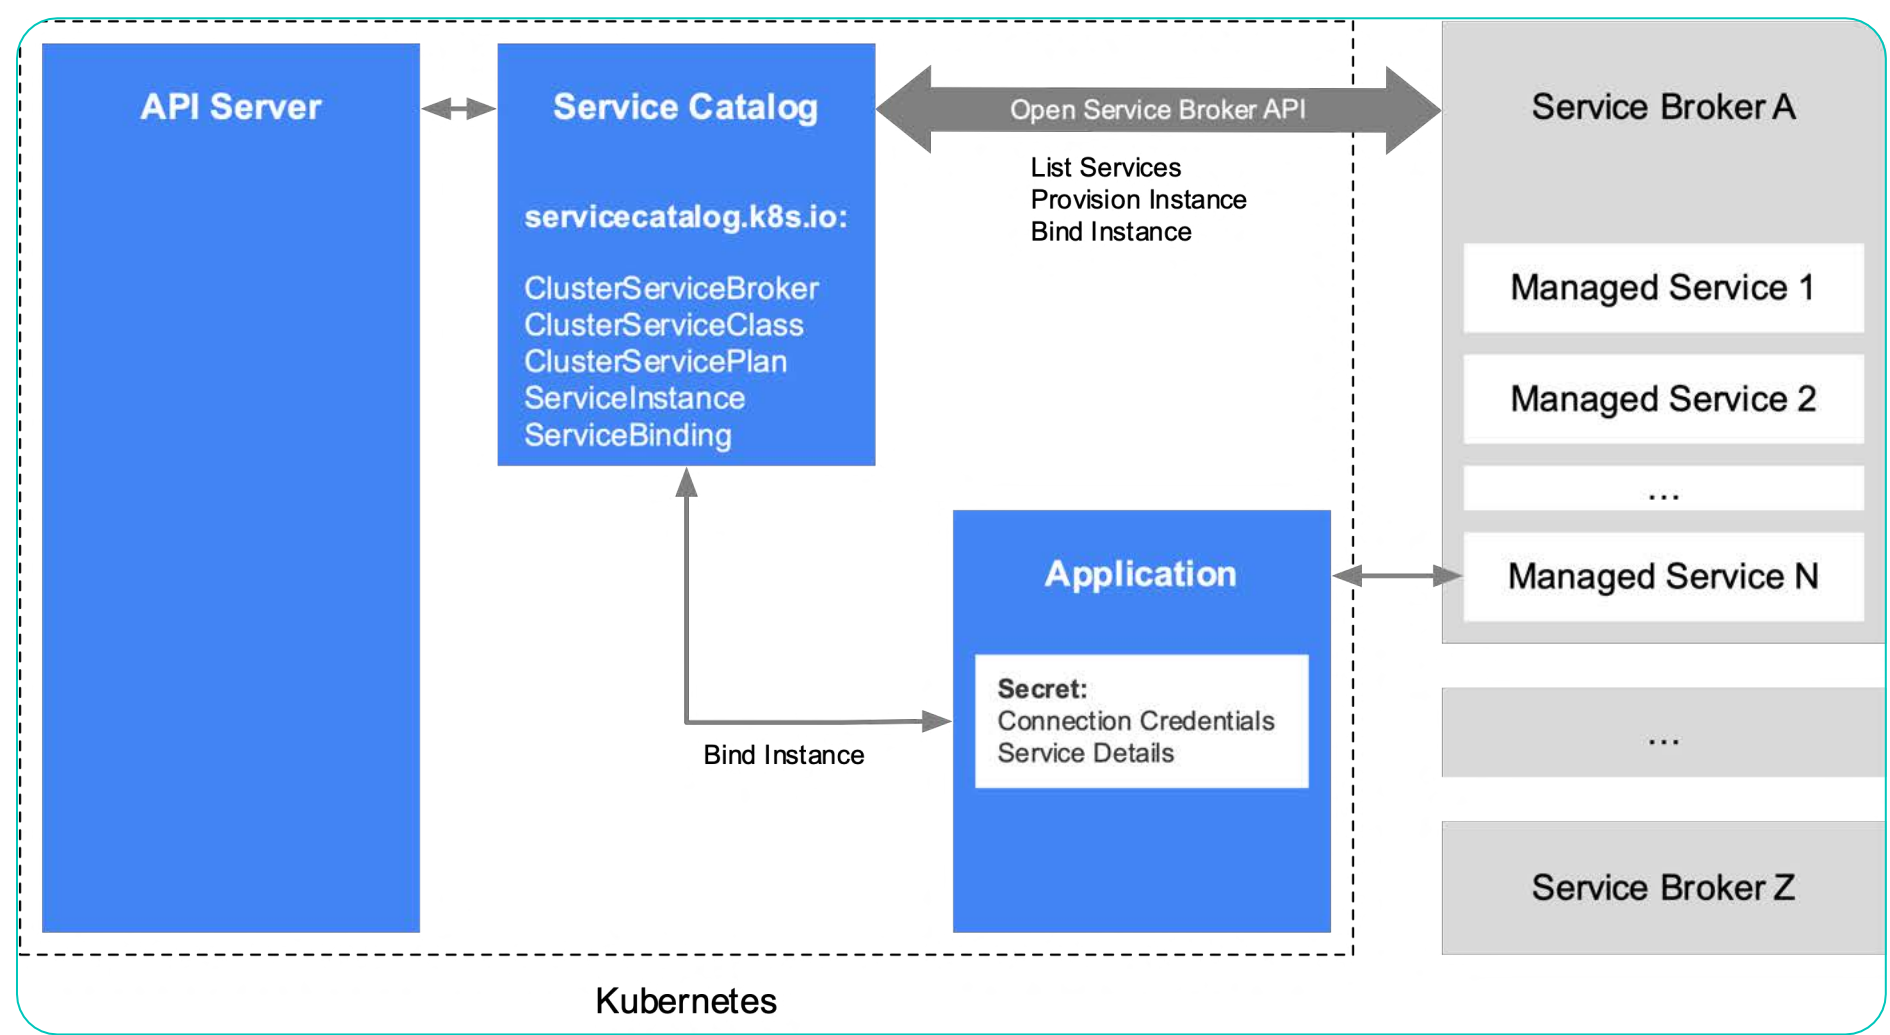 API Server
Service Catalog
servicecatalog.k8s.io:
ClusterServiceBroker
ClusterServiceClass
ClusterServicePlan
ServiceInstance
ServiceBinding
Open Service Broker API
List Services
Provision Instance
Bind Instance
Service Broker A
Managed Service 1
Managed Service 2
...
Managed Service N
Application
Secret:
Connection Credentials
Service Details
Bind Instance
...
Service Broker Z
Kubernetes